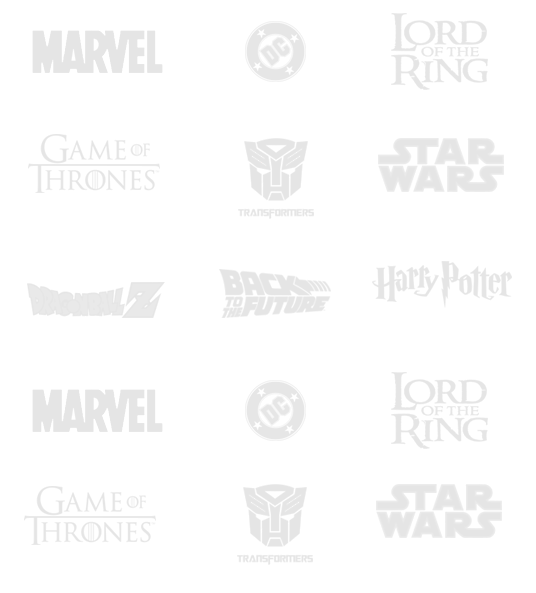 MARVEL
DC
LORD
OF THE
RING
GAME OF
THRONES
TRANSFORMERS
STAR
WARS
DRAGONBALL Z
BACK
TO
THE FUTURE
Harry Potter
MARVEL
DC
LORD
OF THE
RING
GAME OF
THRONES
TRANSFORMERS
STAR
WARS